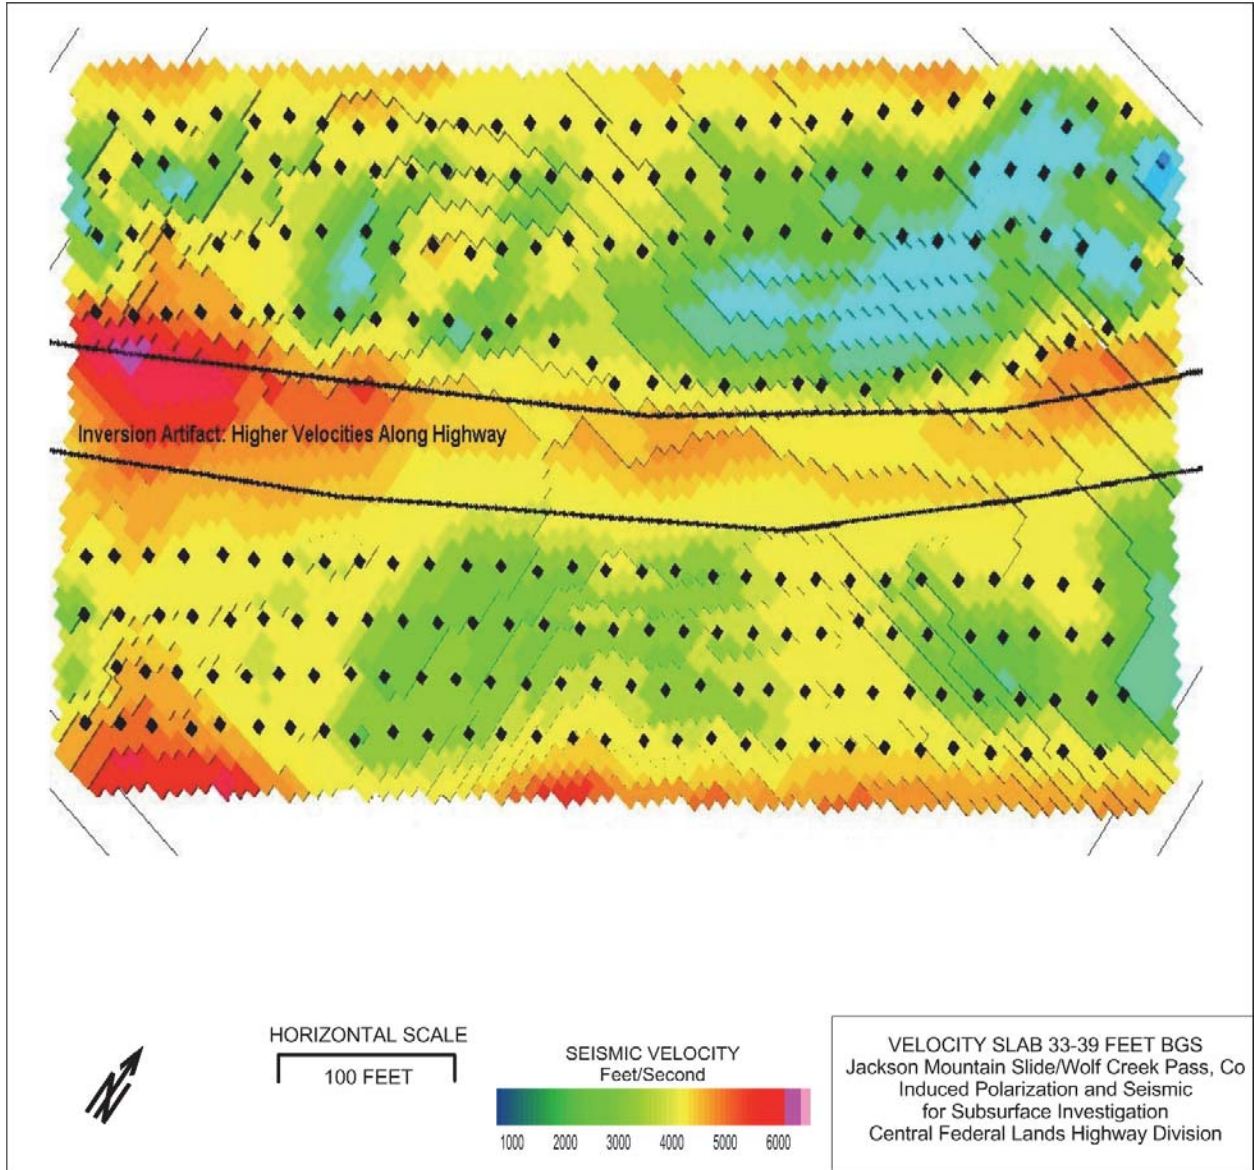 Inversion Artifact: Higher Velocities Along Highway
HORIZONTAL SCALE
100 FEET
SEISMIC VELOCITY
Feet/Second
1000 2000 3000 4000 5000 6000
VELOCITY SLAB 33-39 FEET BGS
Jackson Mountain Slide/Wolf Creek Pass, Co
Induced Polarization and Seismic
for Subsurface Investigation
Central Federal Lands Highway Division
N